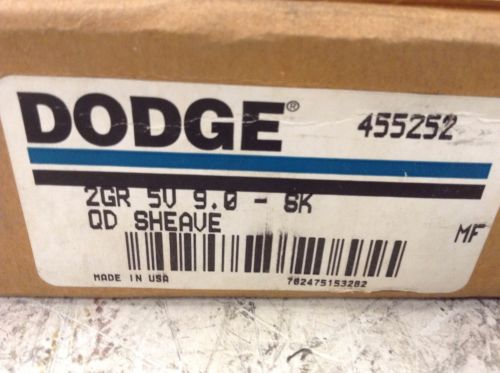 DODGE® 455252
2GR 5V 9.0 - SK
QD SHEAVE MF
MADE IN USA 782475153282